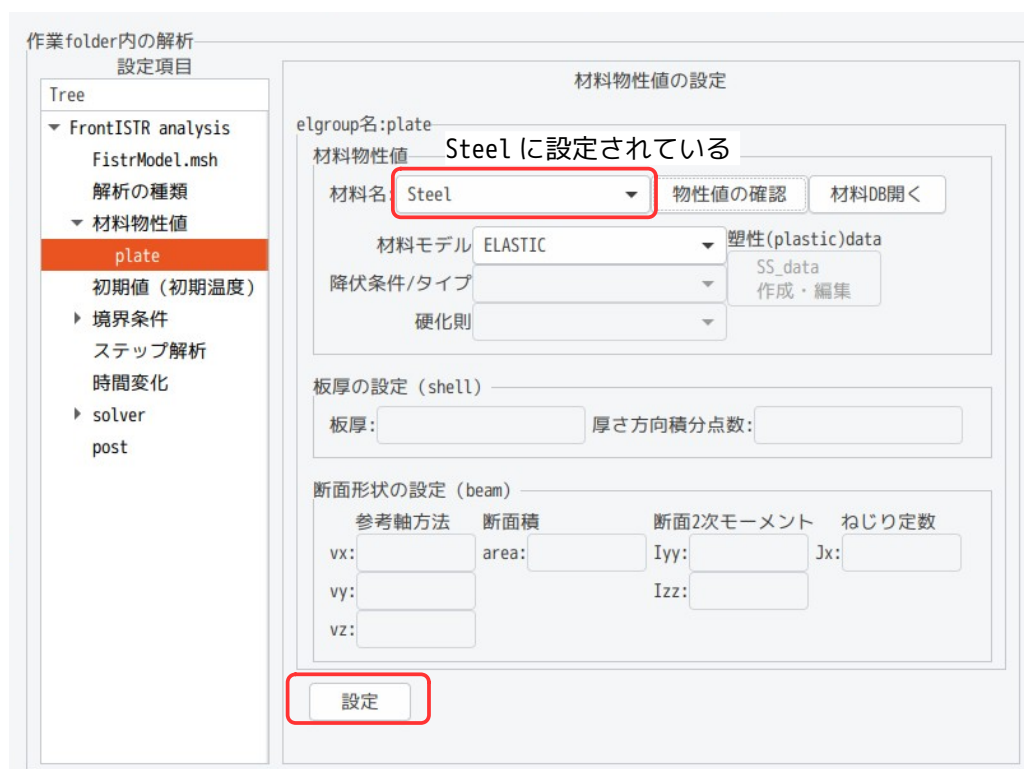 作業folder内の解析
設定項目
Tree
FrontISTR analysis
FistrModel.msh
解析の種類
材料物性値
plate
初期値（初期温度）
境界条件
ステップ解析
時間変化
solver
post
材料物性値の設定
elgroup名:plate
Steelに設定されている
材料物性値
材料名: Steel 物性値の確認 材料DB開く
材料モデル ELASTIC 塑性(plastic)data
降伏条件/タイプ SS_data
作成・編集
硬化則
板厚の設定（shell）
板厚: 厚さ方向積分点数:
断面形状の設定（beam）
参考軸方法 断面積 断面2次モーメント ねじり定数
vx: area: Iyy: Jx:
vy: Izz:
vz:
設定